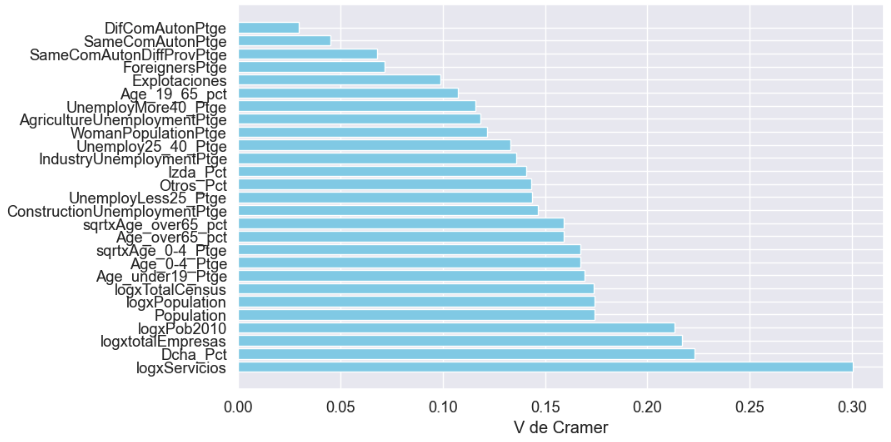 DifComAutonPtge
SameComAutonPtge
SameComAutonDiffProvPtge
ForeignersPtge
Explotaciones
Age_19_65_pct
UnemployMore40_Ptge
AgricultureUnemploymentPtge
WomanPopulationPtge
Unemploy25_40_Ptge
IndustryUnemploymentPtge
Izda_Pct
Otros_Pct
UnemployLess25_Ptge
ConstructionUnemploymentPtge
sqrtxAge_over65_pct
Age_over65_pct
sqrtxAge_0-4_Ptge
Age_0-4_Ptge
Age_under19_Ptge
logxTotalCensus
logxPopulation
Population
logxPob2010
logxtotalEmpresas
Dcha_Pct
logxServicios
0.00 0.05 0.10 0.15 0.20 0.25 0.30
V de Cramer